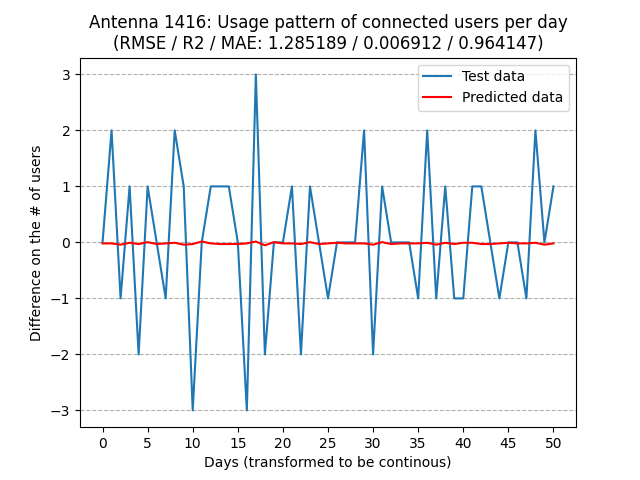 Antenna 1416: Usage pattern of connected users per day
(RMSE / R2 / MAE: 1.285189 / 0.006912 / 0.964147)
Test data
Predicted data
Difference on the # of users
3
2
1
0
−1
−2
−3
0 5 10 15 20 25 30 35 40 45 50
Days (transformed to be continous)